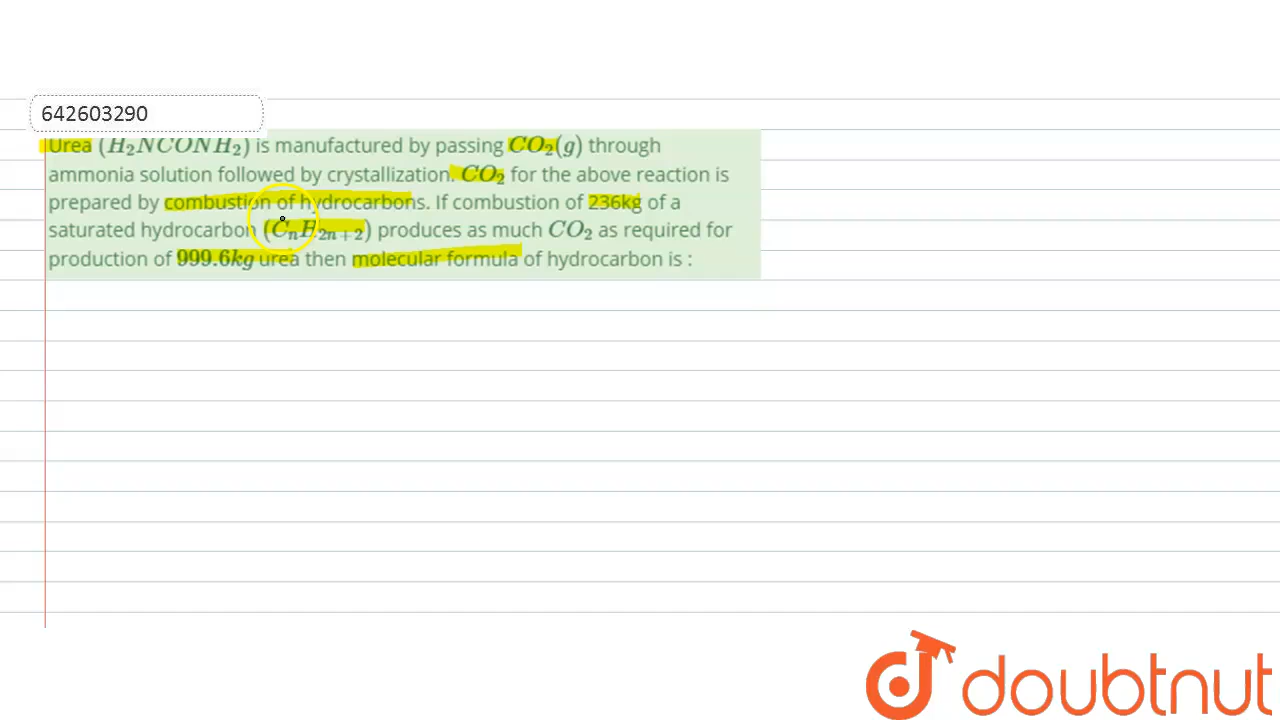 642603290
Urea (H₂NCONH₂) is manufactured by passing CO₂(g) through
ammonia solution followed by crystallization. CO₂ for the above reaction is
prepared by combustion of hydrocarbons. If combustion of 236kg of a
saturated hydrocarbon (CₙH₂ₙ₊₂) produces as much CO₂ as required for
production of 999.6kg urea then molecular formula of hydrocarbon is :
doubtnut